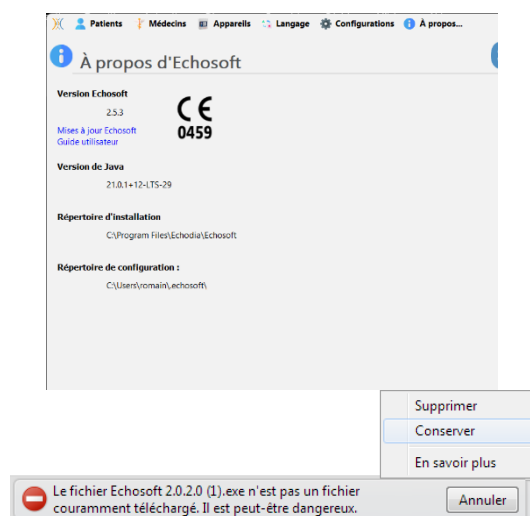 Patients Médecins Appareils Langage Configurations À propos...
À propos d'Echosoft
Version Echosoft
2.5.3
Mises à jour Echosoft
Guide utilisateur
CE
0459
Version de Java
21.0.1+12-LTS-29
Répertoire d'installation
C:\Program Files\Echodia\Echosoft
Répertoire de configuration :
C:\Users\romain\.echosoft\
Supprimer
Conserver
En savoir plus
Le fichier Echosoft 2.0.2.0 (1).exe n'est pas un fichier
couramment téléchargé. Il est peut-être dangereux.
Annuler